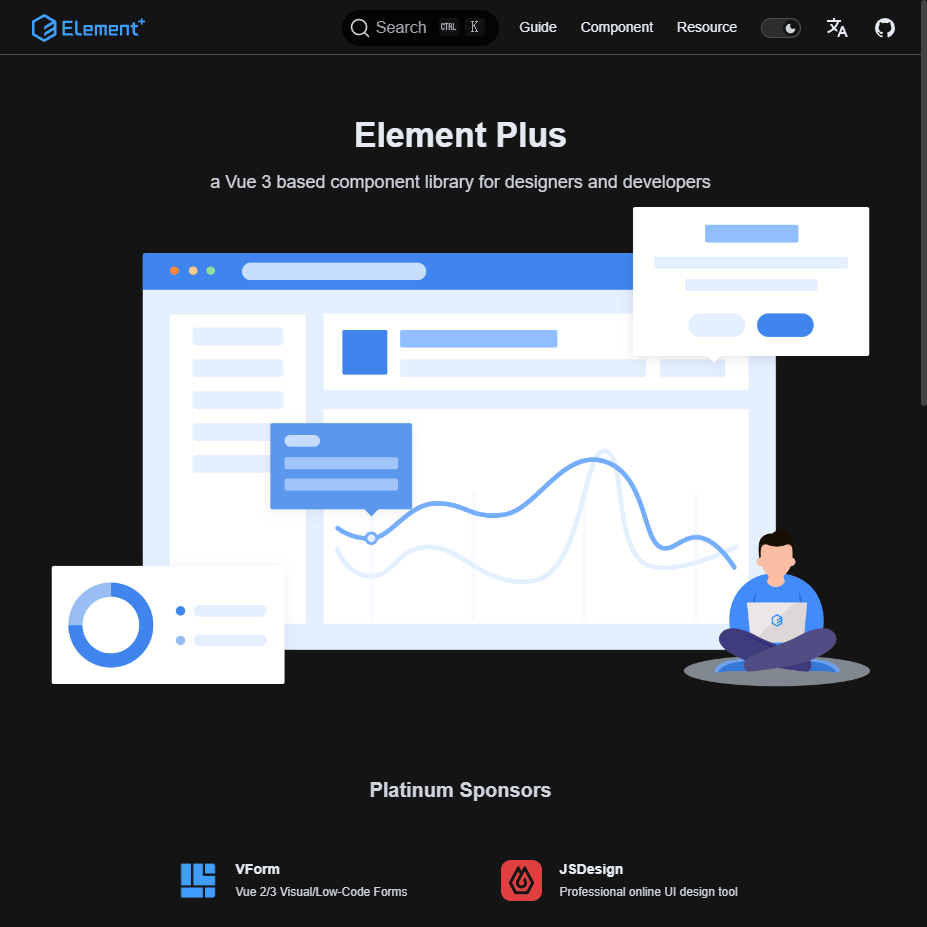 Element+
Search CTRL K
Guide
Component
Resource
Element Plus
a Vue 3 based component library for designers and developers
Platinum Sponsors
VForm
Vue 2/3 Visual/Low-Code Forms
JSDesign
Professional online UI design tool